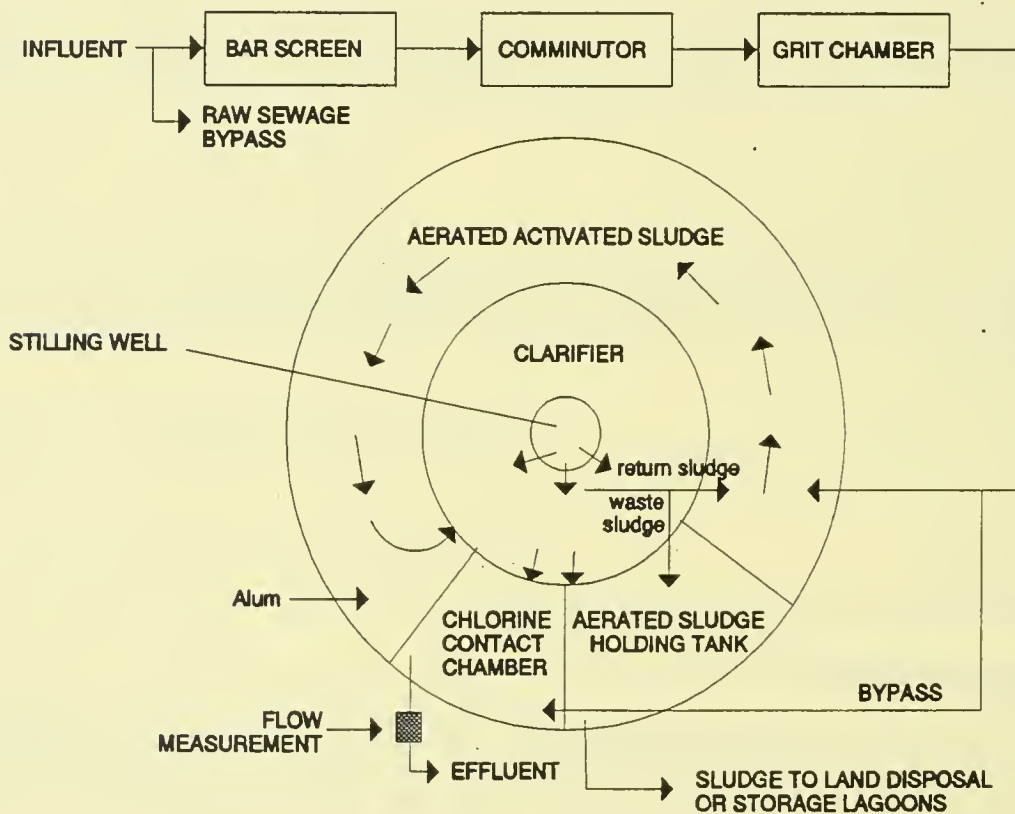 INFLUENT
BAR SCREEN
COMMINUTOR
GRIT CHAMBER
RAW SEWAGE
BYPASS
AERATED ACTIVATED SLUDGE
STILLING WELL
CLARIFIER
return sludge
waste
sludge
Alum
CHLORINE
CONTACT
CHAMBER
AERATED SLUDGE
HOLDING TANK
BYPASS
FLOW
MEASUREMENT
EFFLUENT
SLUDGE TO LAND DISPOSAL
OR STORAGE LAGOONS